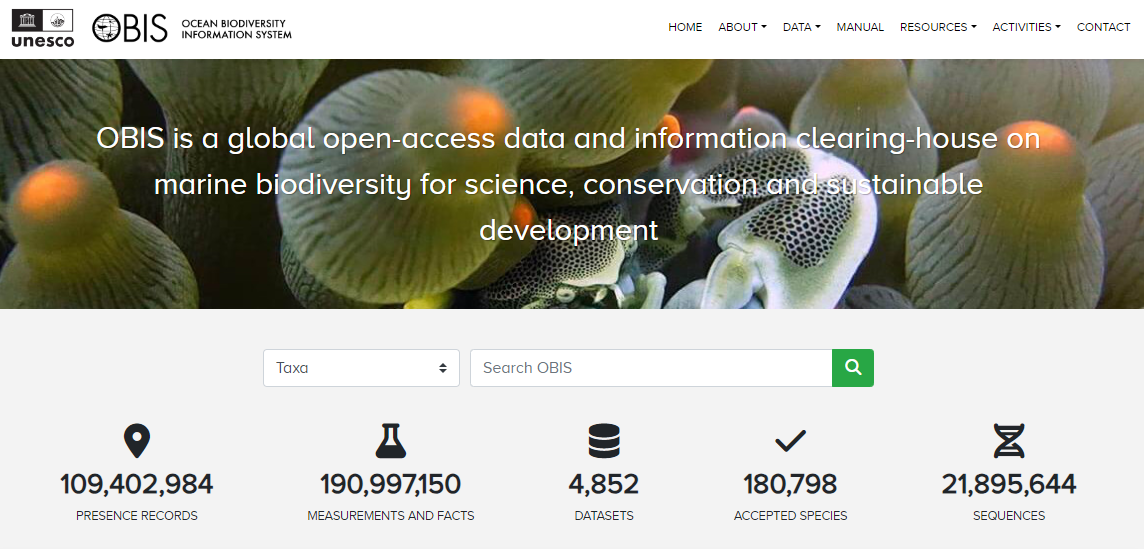 unesco
OBIS
OCEAN BIODIVERSITY
INFORMATION SYSTEM
HOME
ABOUT
DATA
MANUAL
RESOURCES
ACTIVITIES
CONTACT
OBIS is a global open-access data and information clearing-house on
marine biodiversity for science, conservation and sustainable
development
Taxa
Search OBIS
109,402,984
PRESENCE RECORDS
190,997,150
MEASUREMENTS AND FACTS
4,852
DATASETS
180,798
ACCEPTED SPECIES
21,895,644
SEQUENCES